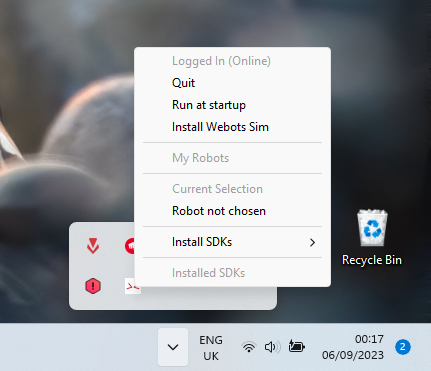 Logged In (Online)
Quit
Run at startup
Install Webots Sim
My Robots
Current Selection
Robot not chosen
Install SDKs
Installed SDKs
Recycle Bin
ENG
UK
00:17
06/09/2023
2